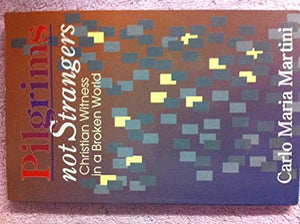 Pilgrims
not Strangers
Christian Witness
in a Broken World
Carlo Maria Martini